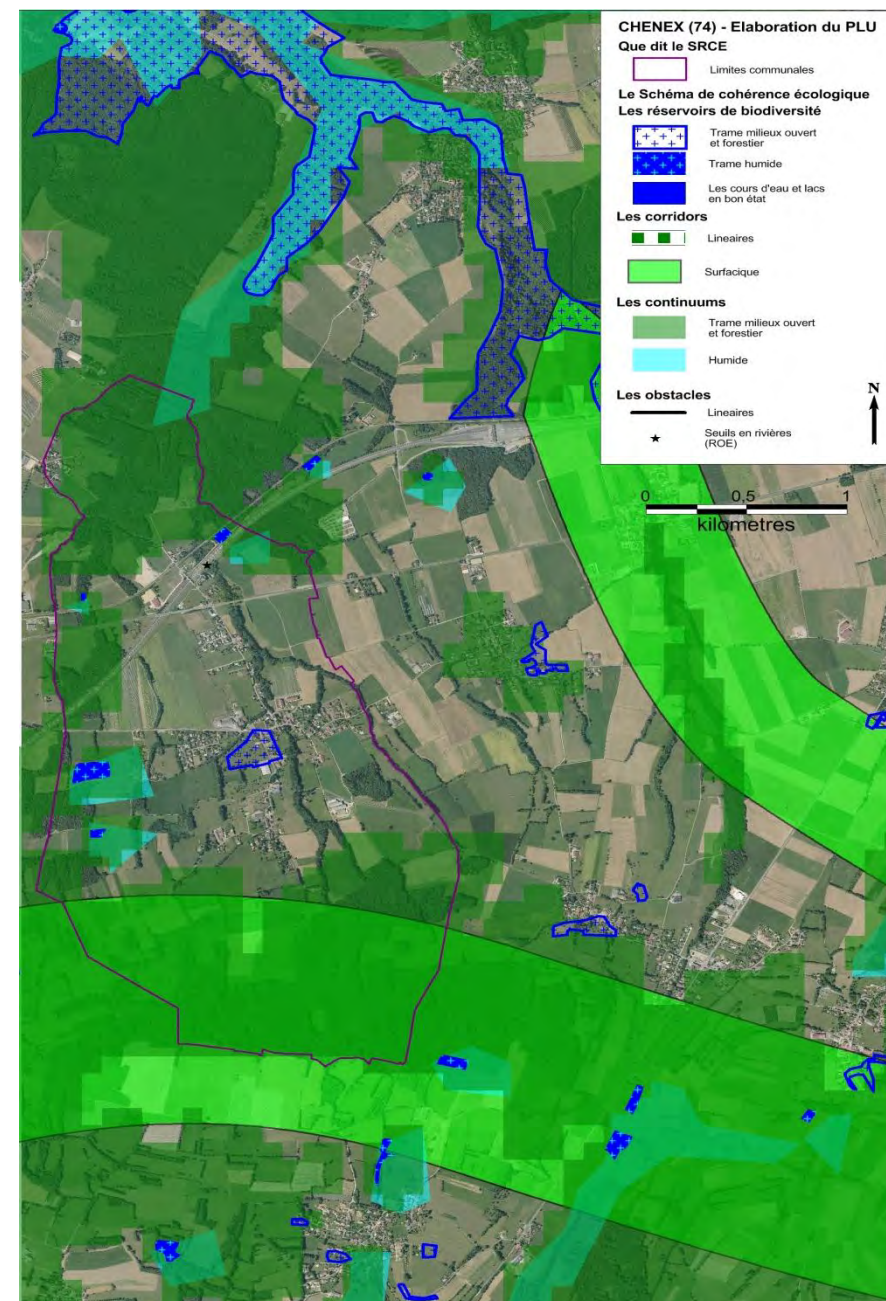 CHENEX (74) - Elaboration du PLU
Que dit le SRCE
Limites communales
Le Schéma de cohérence écologique
Les réservoirs de biodiversité
Trame milieux ouvert
et forestier
Trame humide
Les cours d'eau et lacs
en bon état
Les corridors
Lineaires
Surfacique
Les continuums
Trame milieux ouvert
et forestier
Humide
Les obstacles
Lineaires
Seuils en rivières
(ROE)
N
0 0,5 1
kilometres